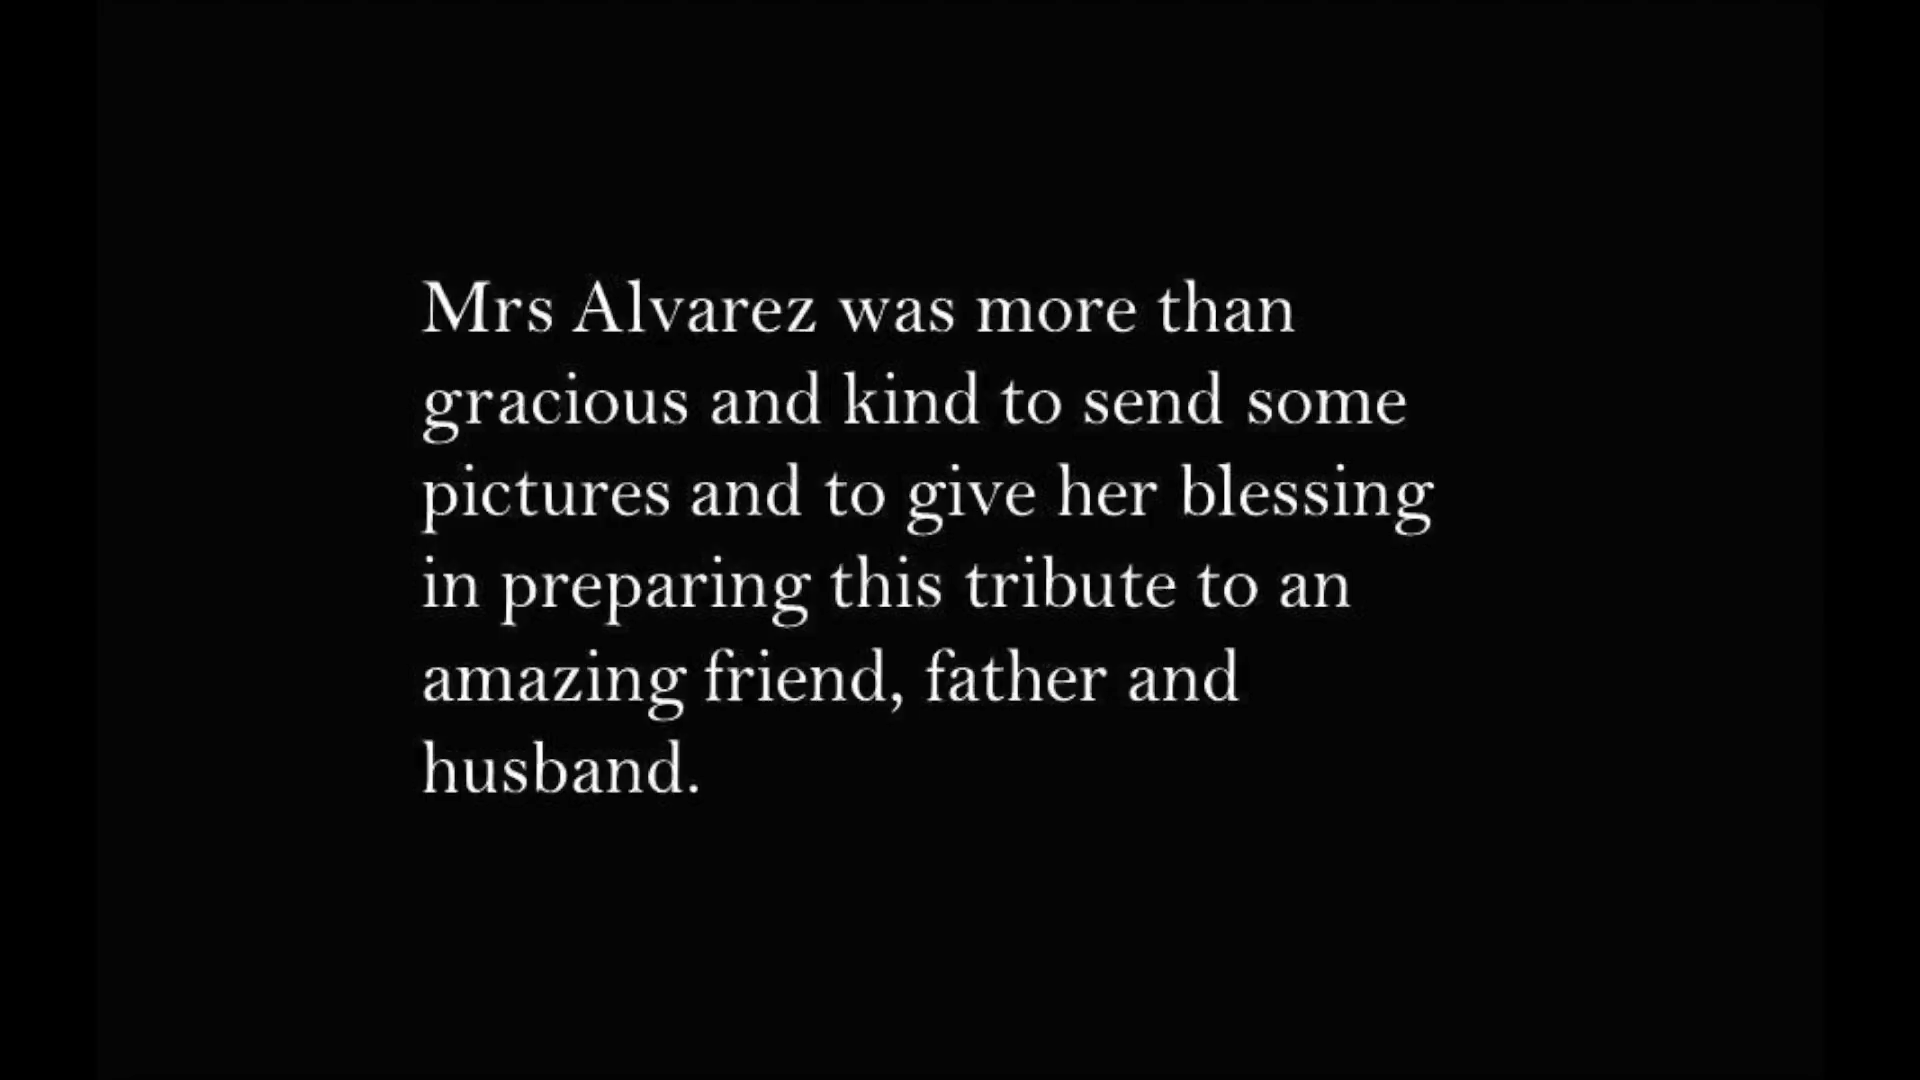 Mrs Alvarez was more than
gracious and kind to send some
pictures and to give her blessing
in preparing this tribute to an
amazing friend, father and
husband.